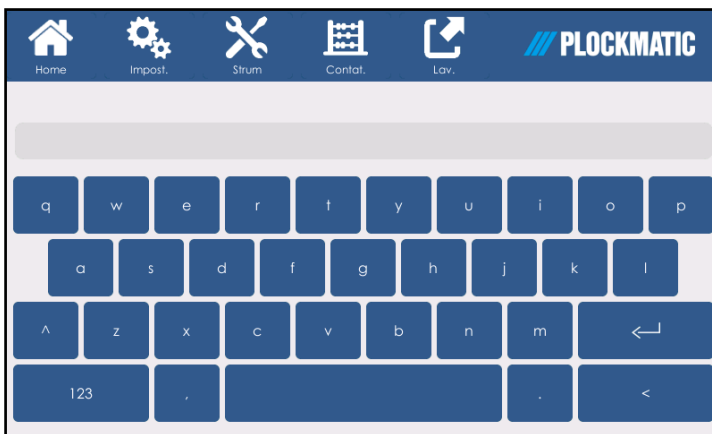 Home Impost. Strum Contat. Lav. PLOCKMATIC
q w e r t y u i o p
a s d f g h j k l
^ z x c v b n m
123 , . <